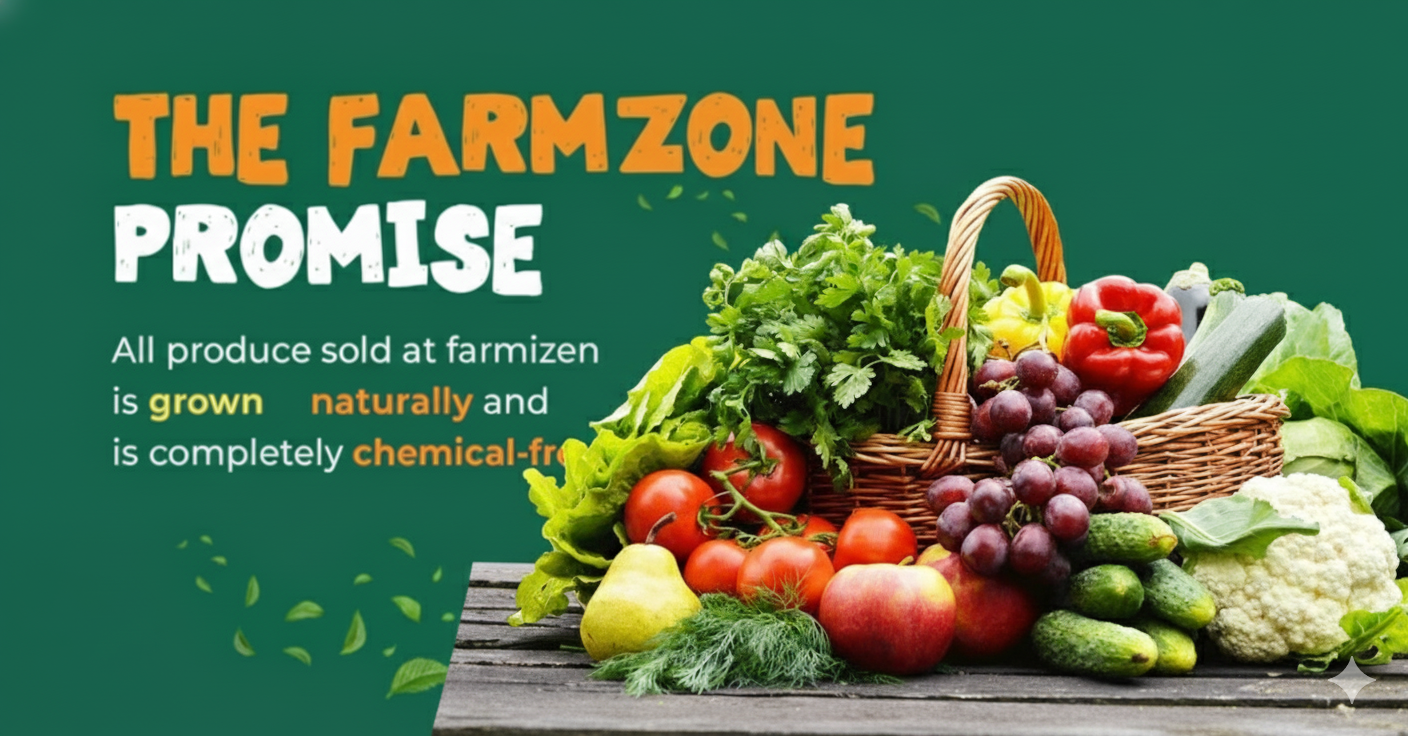 THE FARMZONE
PROMISE
All produce sold at farmizen
is grown naturally and
is completely chemical-fr